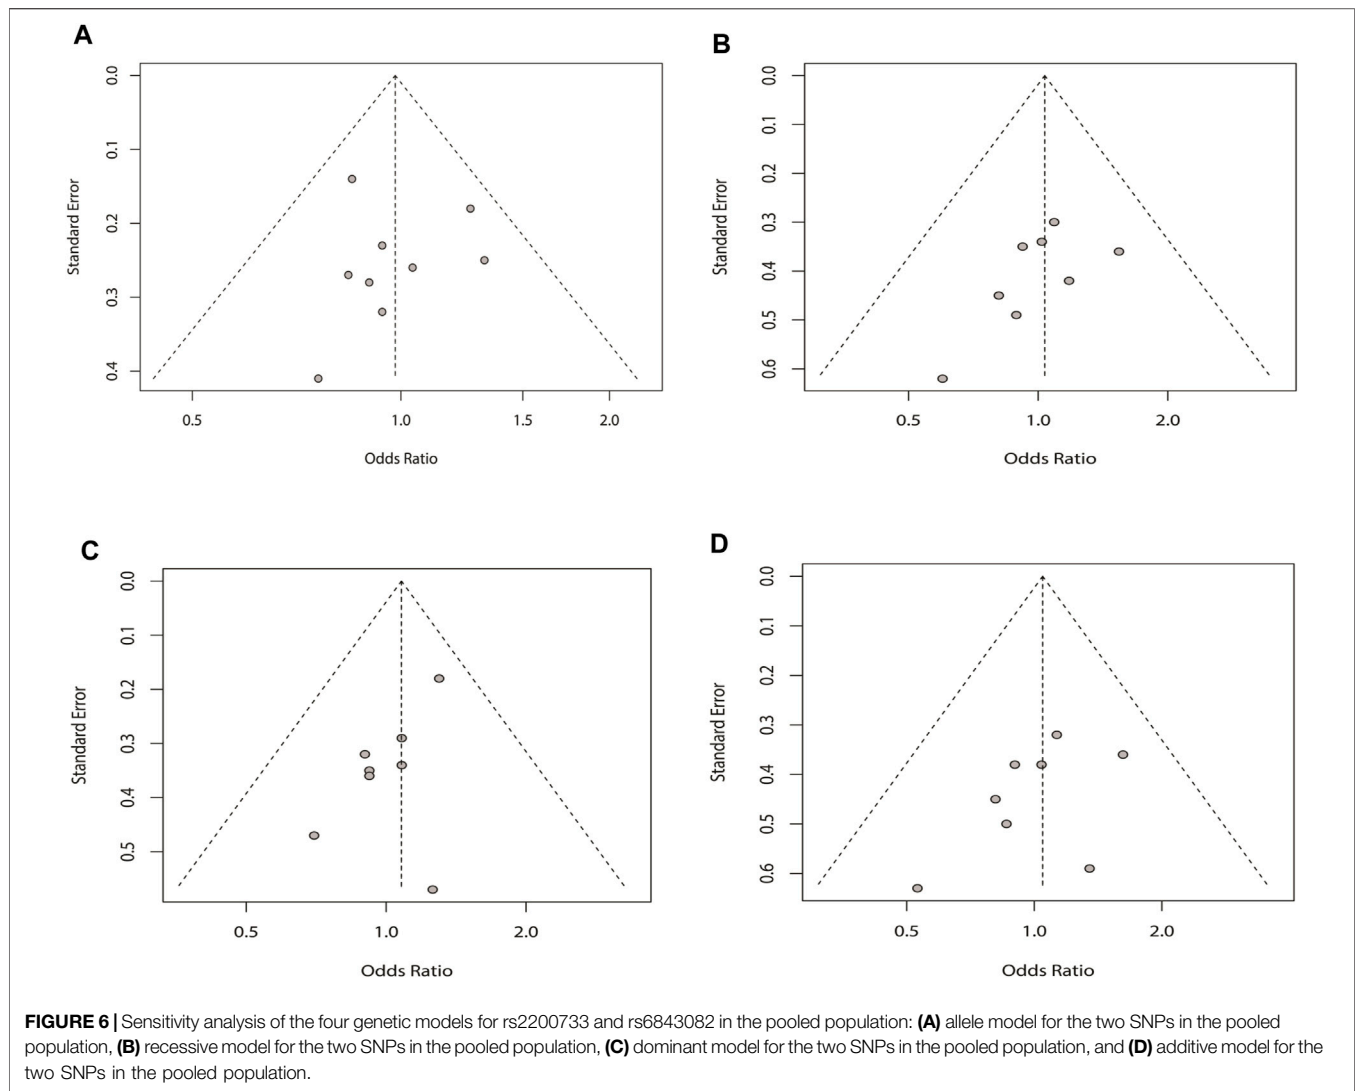 A
0.0
0.1
0.2
0.3
0.4
Standard Error
0.5
1.0
1.5
2.0
Odds Ratio
B
0.0
0.1
0.2
0.3
0.4
0.5
0.6
Standard Error
0.5
1.0
2.0
Odds Ratio
C
0.0
0.1
0.2
0.3
0.4
0.5
Standard Error
0.5
1.0
2.0
Odds Ratio
D
0.0
0.1
0.2
0.3
0.4
0.5
0.6
Standard Error
0.5
1.0
2.0
Odds Ratio
FIGURE 6 | Sensitivity analysis of the four genetic models for rs2200733 and rs6843082 in the pooled population: (A) allele model for the two SNPs in the pooled
population, (B) recessive model for the two SNPs in the pooled population, (C) dominant model for the two SNPs in the pooled population, and (D) additive model for the
two SNPs in the pooled population.